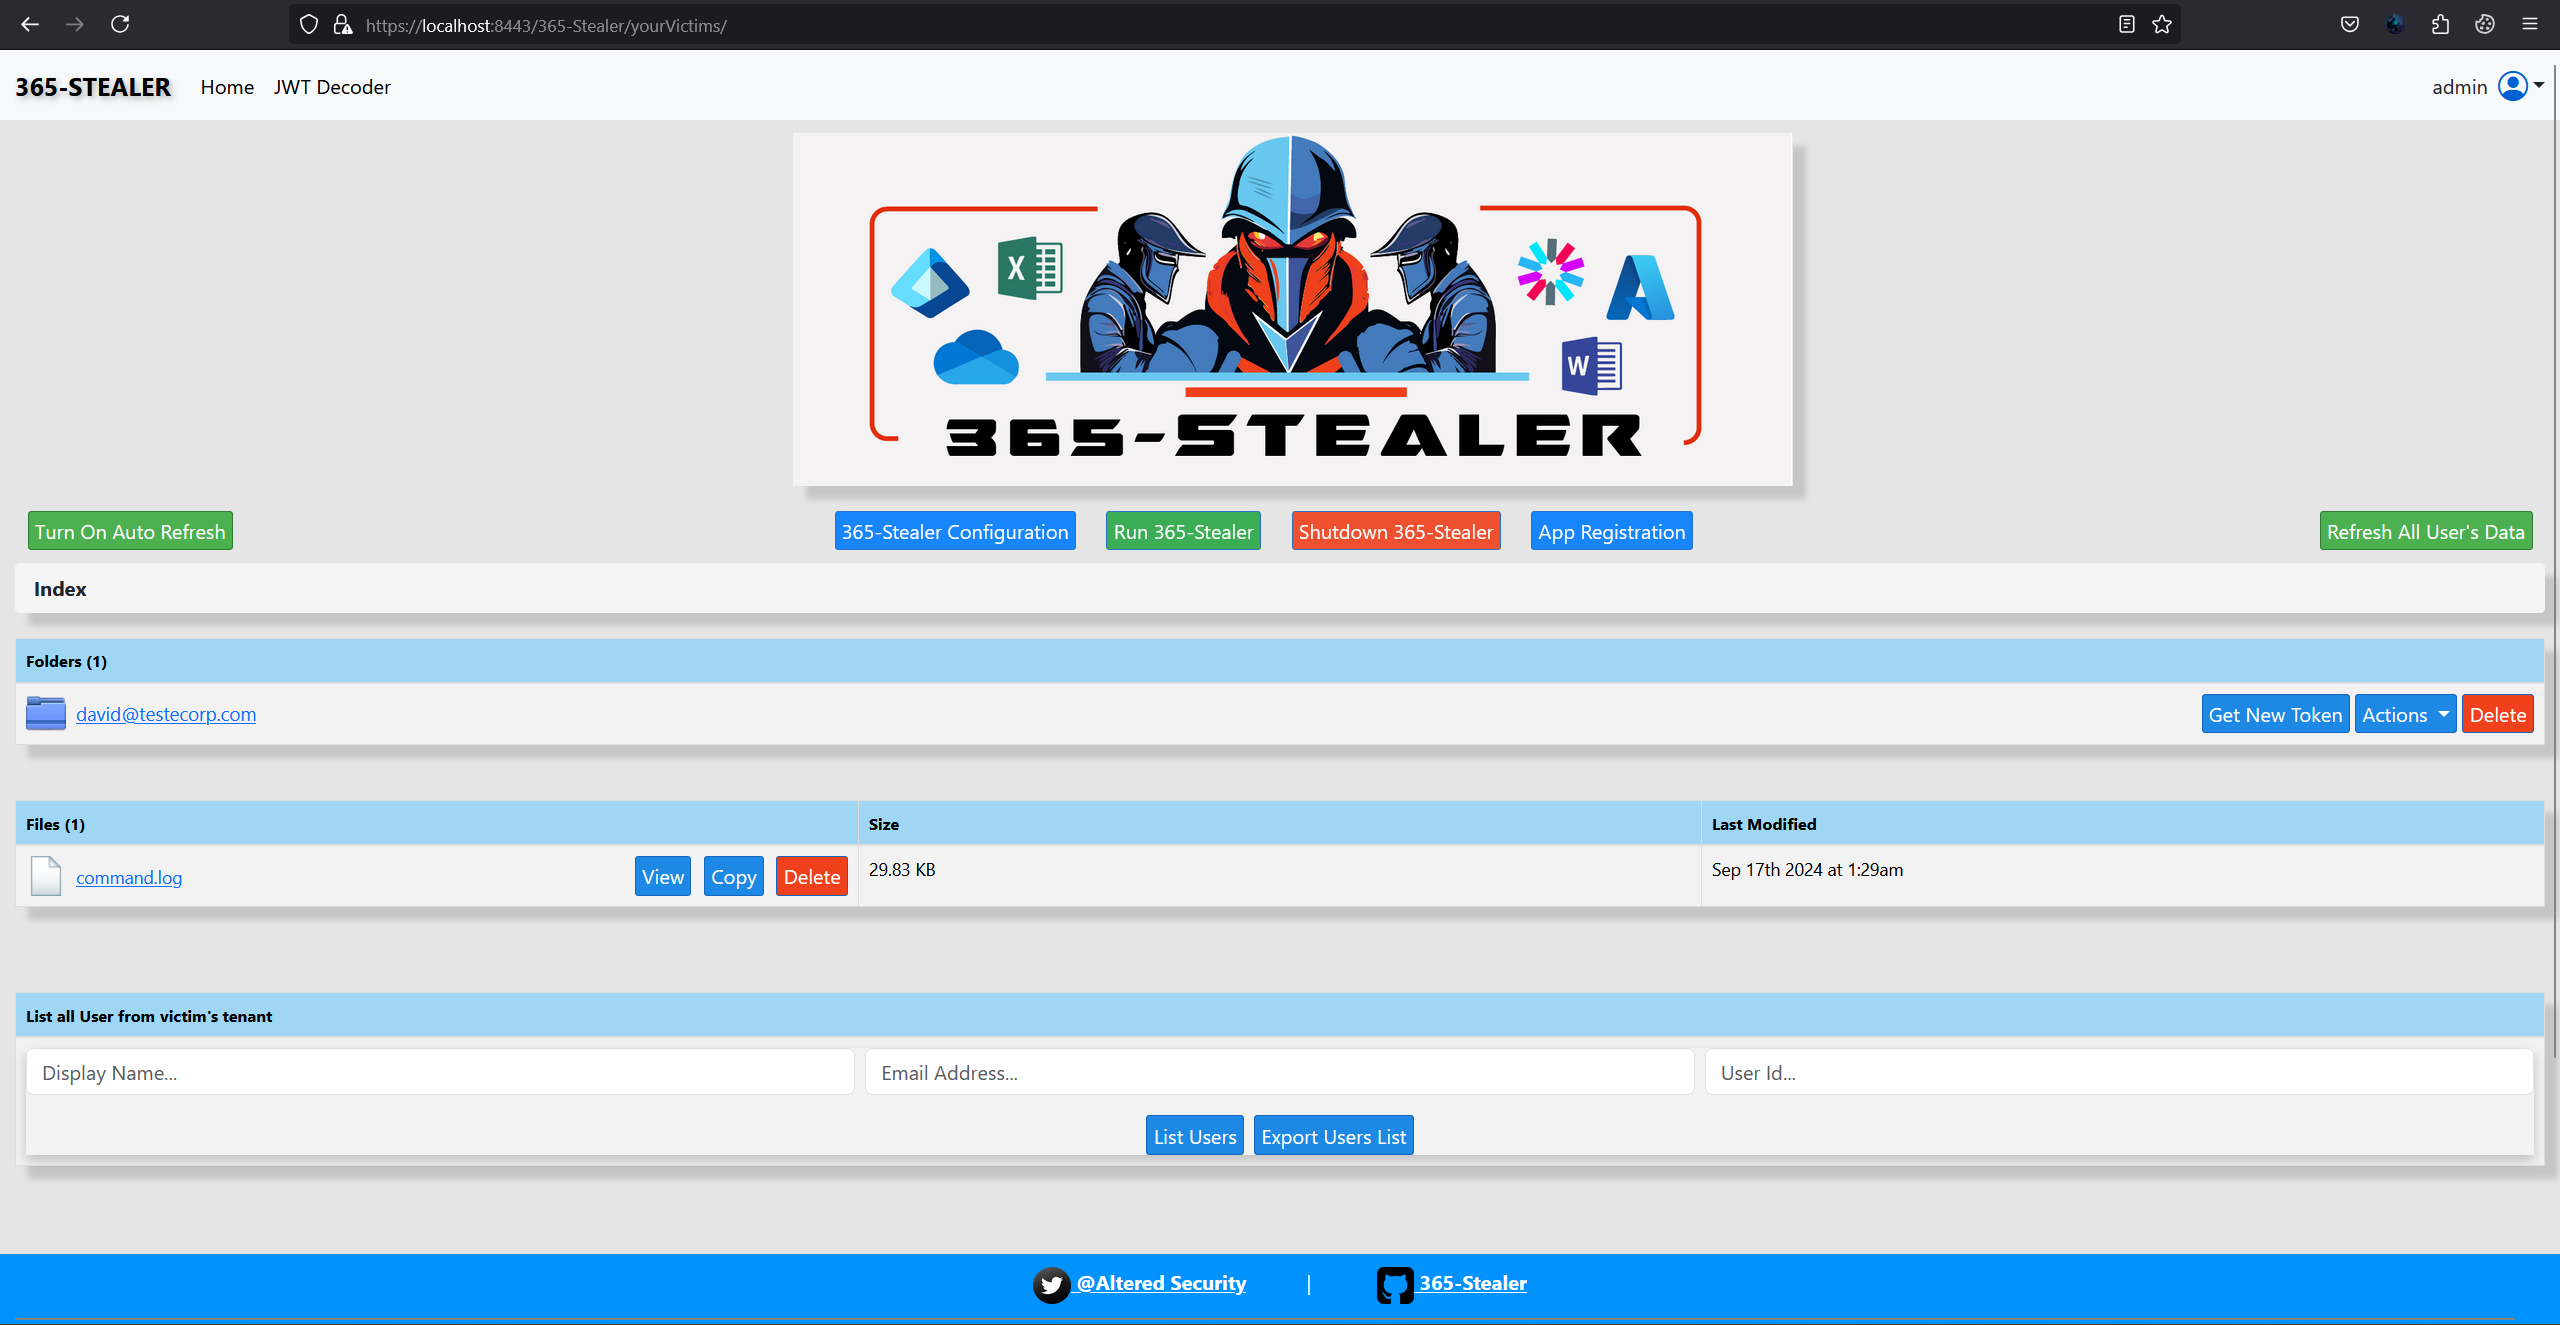 https://localhost:8443/365-Stealer/yourVictims/
365-STEALER Home JWT Decoder admin
X
W
365-STEALER
Turn On Auto Refresh 365-Stealer Configuration Run 365-Stealer Shutdown 365-Stealer App Registration Refresh All User's Data
Index
Folders (1)
david@testecorp.com Get New Token Actions Delete
Files (1) Size Last Modified
command.log View Copy Delete 29.83 KB Sep 17th 2024 at 1:29am
List all User from victim's tenant
Display Name... Email Address... User Id...
List Users Export Users List
@Altered Security | 365-Stealer